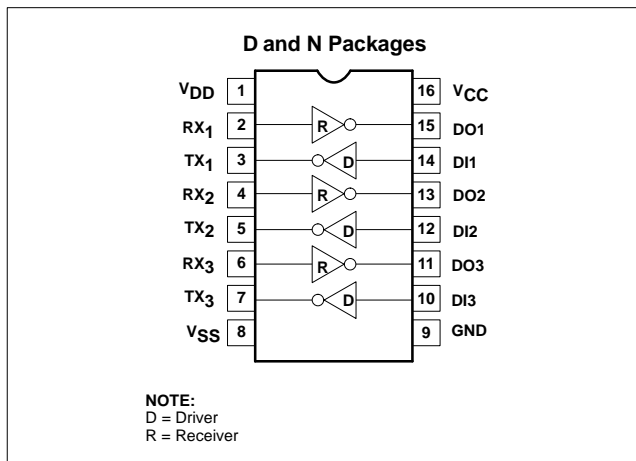 D and N Packages
VDD 1 16 VCC
RX1 2 R 15 DO1
TX1 3 D 14 DI1
RX2 4 R 13 DO2
TX2 5 D 12 DI2
RX3 6 R 11 DO3
TX3 7 D 10 DI3
VSS 8 9 GND
NOTE:
D = Driver
R = Receiver